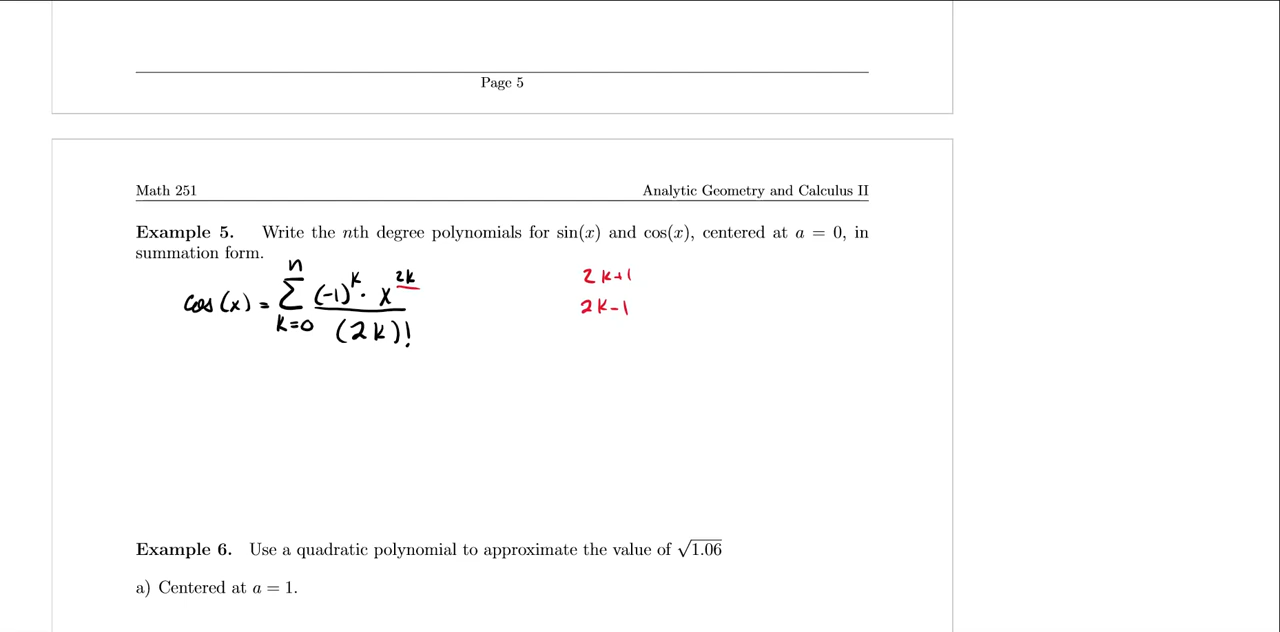 Page 5
Math 251 Analytic Geometry and Calculus II
Example 5. Write the nth degree polynomials for sin(x) and cos(x), centered at a = 0, in
summation form.
n
cos(x) = Σ (-1)^k · x^2k
k=0 (2k)!
2k+1
2k-1
Example 6. Use a quadratic polynomial to approximate the value of √1.06
a) Centered at a = 1.